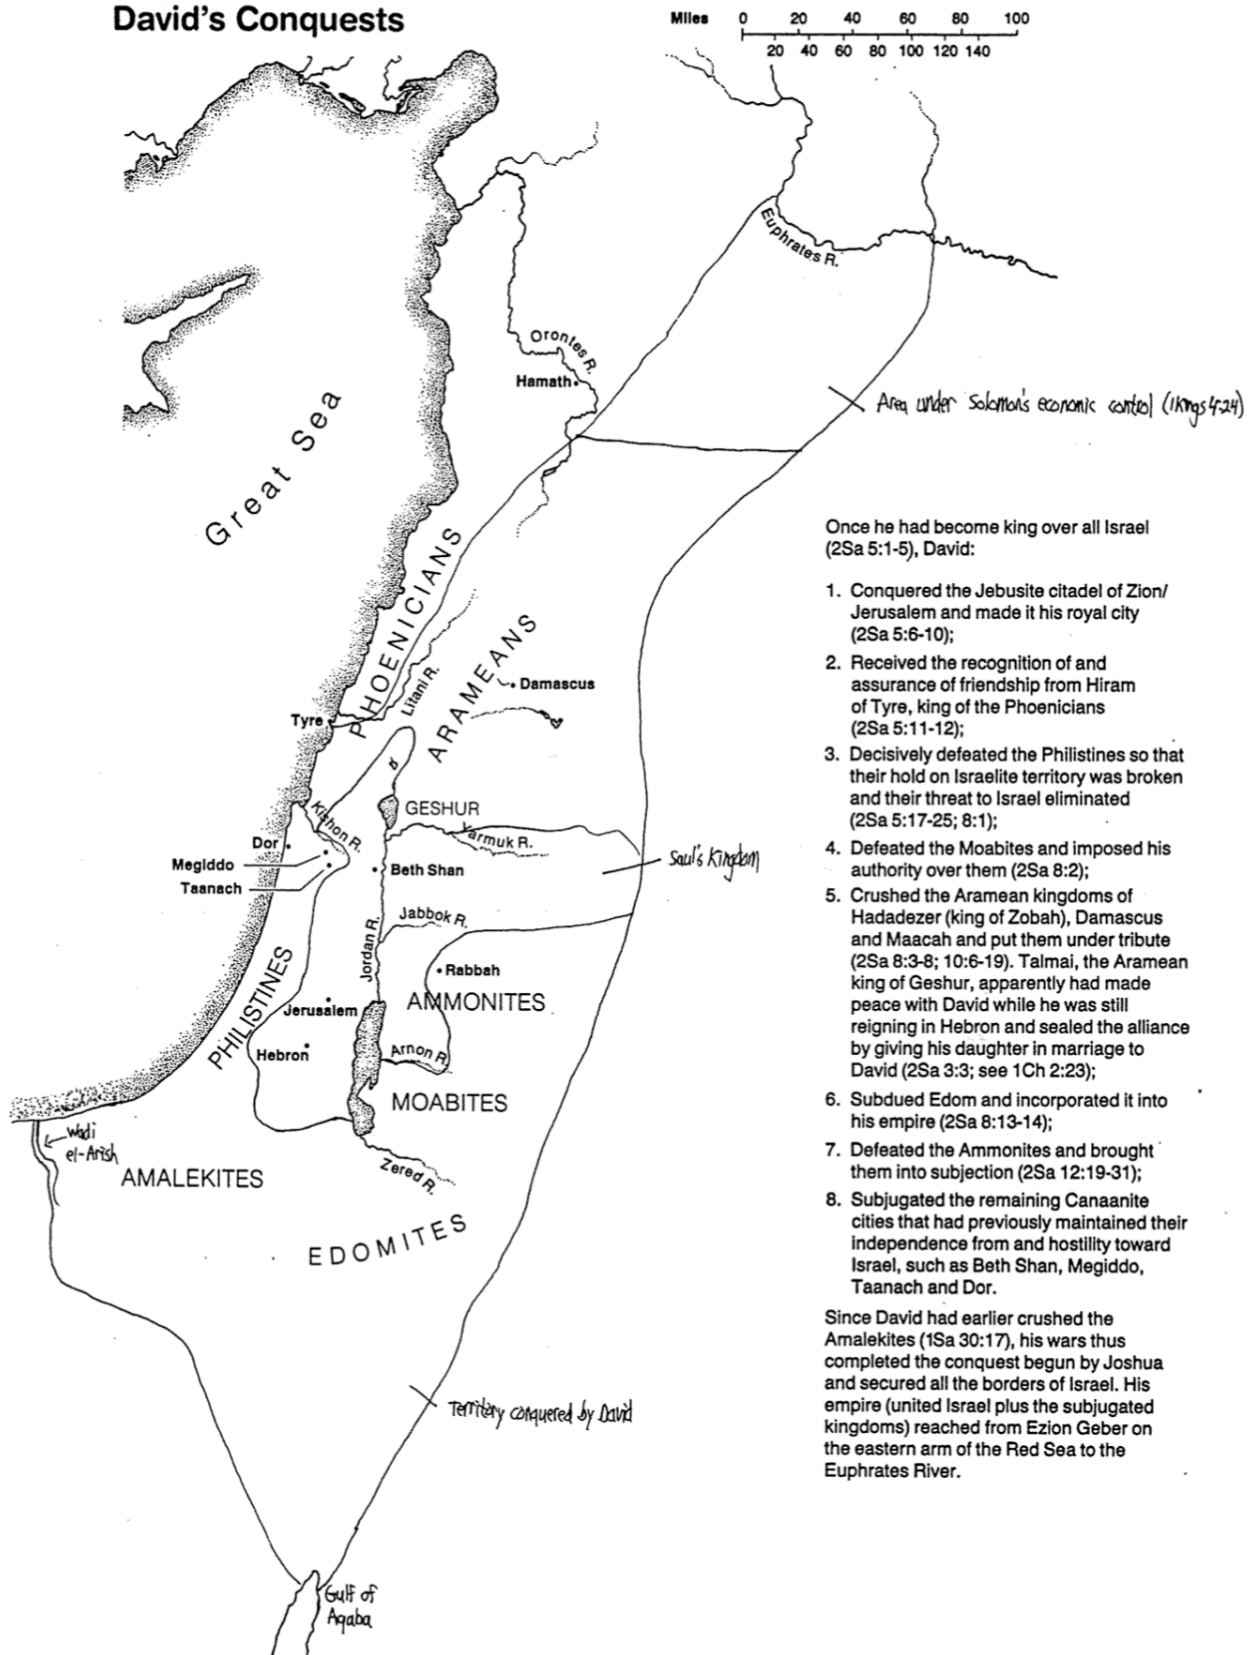 David's Conquests
Miles 0 20 40 60 80 100
20 40 60 80 100 120 140
Euphrates R.
Orontes R.
Hamath
Great Sea
Area under Solomon's economic control (1Kings 4:24)
PHOENICIANS
Litani R.
ARAMEANS
Damascus
Tyre
Kishon R.
GESHUR
Yarmuk R.
Dor
Megiddo
Taanach
Beth Shan
Saul's Kingdom
Jabbok R.
Jordan R.
Rabbah
PHILISTINES
Jerusalem
AMMONITES
Hebron
Arnon R.
MOABITES
Wadi
el-Arish
AMALEKITES
Zered R.
EDOMITES
Territory conquered by David
Gulf of
Aqaba
Once he had become king over all Israel
(2Sa 5:1-5), David:
1. Conquered the Jebusite citadel of Zion/
Jerusalem and made it his royal city
(2Sa 5:6-10);
2. Received the recognition of and
assurance of friendship from Hiram
of Tyre, king of the Phoenicians
(2Sa 5:11-12);
3. Decisively defeated the Philistines so that
their hold on Israelite territory was broken
and their threat to Israel eliminated
(2Sa 5:17-25; 8:1);
4. Defeated the Moabites and imposed his
authority over them (2Sa 8:2);
5. Crushed the Aramean kingdoms of
Hadadezer (king of Zobah), Damascus
and Maacah and put them under tribute
(2Sa 8:3-8; 10:6-19). Talmai, the Aramean
king of Geshur, apparently had made
peace with David while he was still
reigning in Hebron and sealed the alliance
by giving his daughter in marriage to
David (2Sa 3:3; see 1Ch 2:23);
6. Subdued Edom and incorporated it into
his empire (2Sa 8:13-14);
7. Defeated the Ammonites and brought
them into subjection (2Sa 12:19-31);
8. Subjugated the remaining Canaanite
cities that had previously maintained their
independence from and hostility toward
Israel, such as Beth Shan, Megiddo,
Taanach and Dor.
Since David had earlier crushed the
Amalekites (1Sa 30:17), his wars thus
completed the conquest begun by Joshua
and secured all the borders of Israel. His
empire (united Israel plus the subjugated
kingdoms) reached from Ezion Geber on
the eastern arm of the Red Sea to the
Euphrates River.